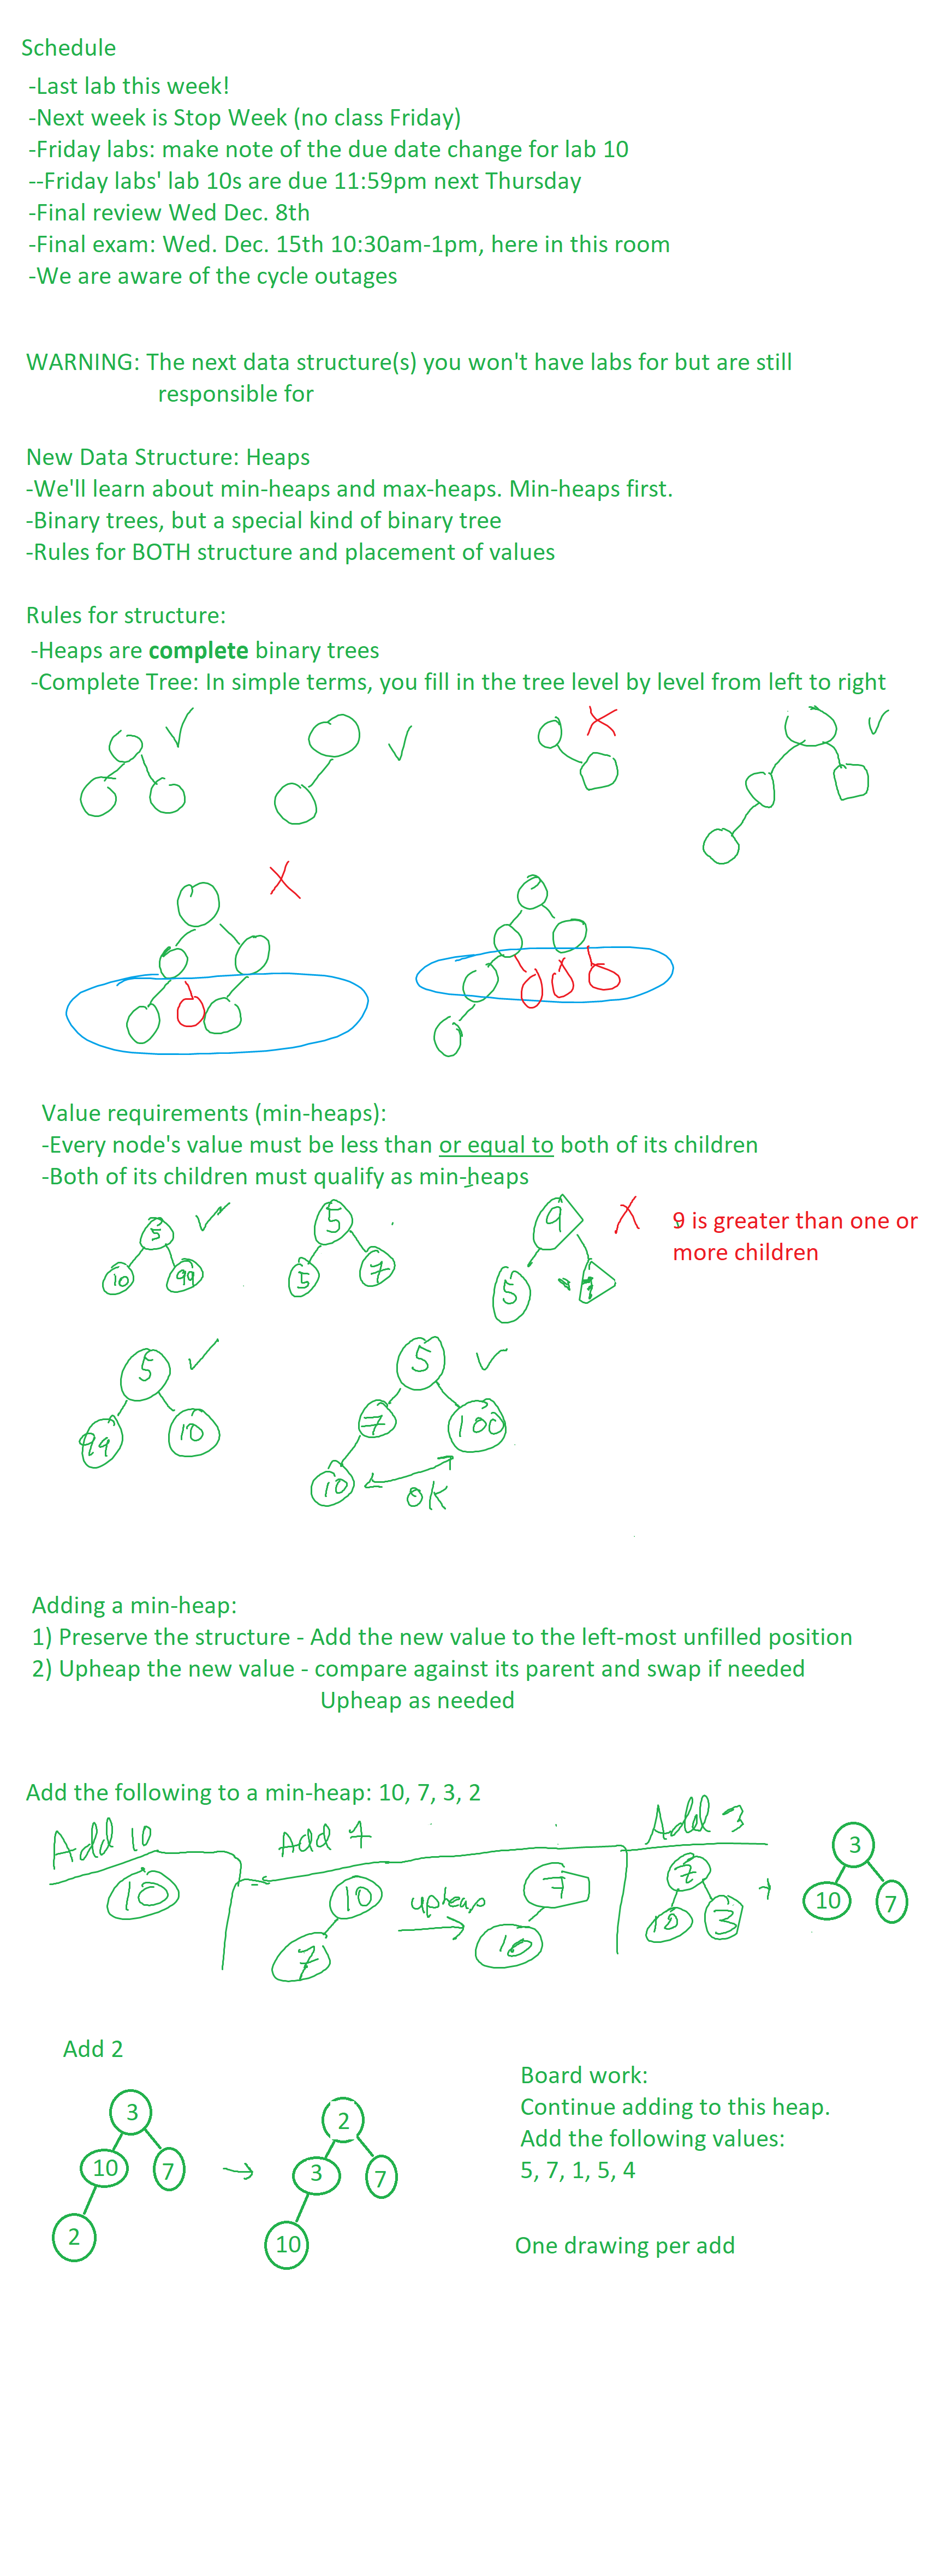 Schedule
-Last lab this week!
-Next week is Stop Week (no class Friday)
-Friday labs: make note of the due date change for lab 10
--Friday labs' lab 10s are due 11:59pm next Thursday
-Final review Wed Dec. 8th
-Final exam: Wed. Dec. 15th 10:30am-1pm, here in this room
-We are aware of the cycle outages
WARNING: The next data structure(s) you won't have labs for but are still
responsible for
New Data Structure: Heaps
-We'll learn about min-heaps and max-heaps. Min-heaps first.
-Binary trees, but a special kind of binary tree
-Rules for BOTH structure and placement of values
Rules for structure:
-Heaps are complete binary trees
-Complete Tree: In simple terms, you fill in the tree level by level from left to right
Value requirements (min-heaps):
-Every node's value must be less than or equal to both of its children
-Both of its children must qualify as min-heaps
5
10 99
5
5 7
9
5
9 is greater than one or
more children
5
99 10
5
7 100
10
OK
Adding a min-heap:
1) Preserve the structure - Add the new value to the left-most unfilled position
2) Upheap the new value - compare against its parent and swap if needed
Upheap as needed
Add the following to a min-heap: 10, 7, 3, 2
Add 10
10
Add 7
10
7
upheap
7
10
Add 3
7
10 3
3
10 7
Add 2
3
10 7
2
2
3 7
10
Board work:
Continue adding to this heap.
Add the following values:
5, 7, 1, 5, 4
One drawing per add